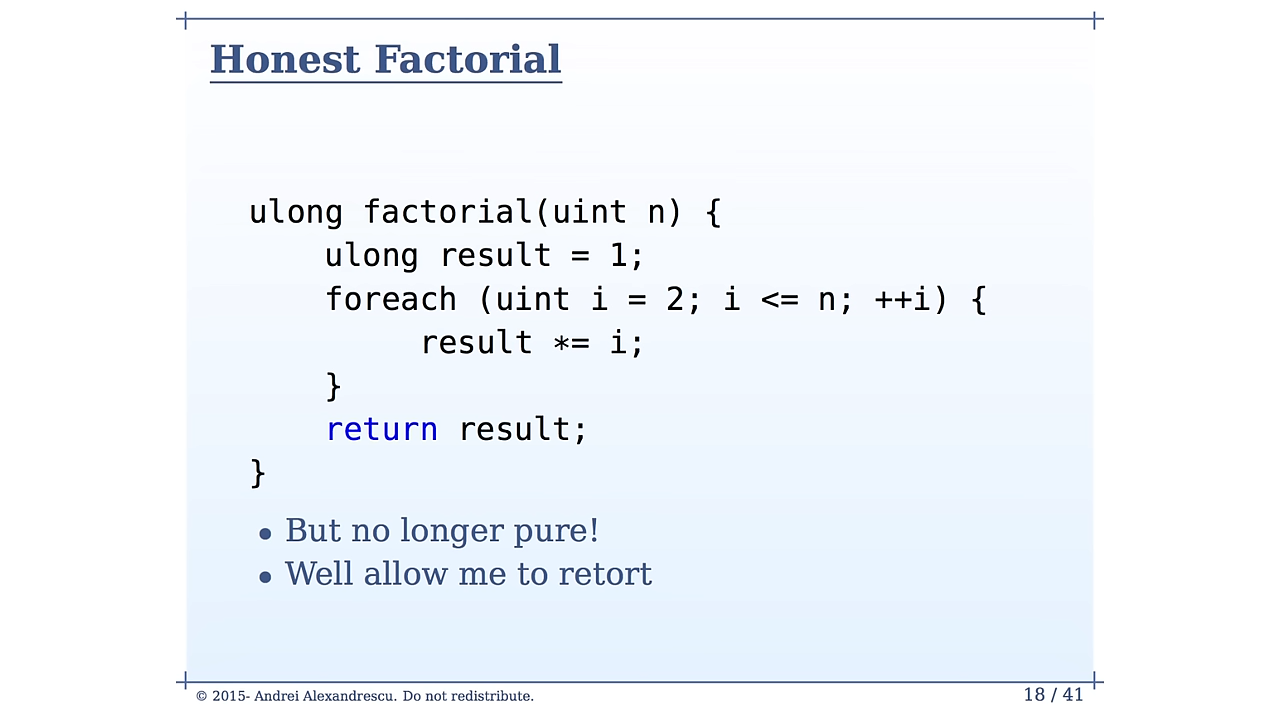 Honest Factorial
ulong factorial(uint n) {
    ulong result = 1;
    foreach (uint i = 2; i <= n; ++i) {
         result *= i;
    }
    return result;
}
• But no longer pure!
• Well allow me to retort
© 2015- Andrei Alexandrescu. Do not redistribute.
18 / 41